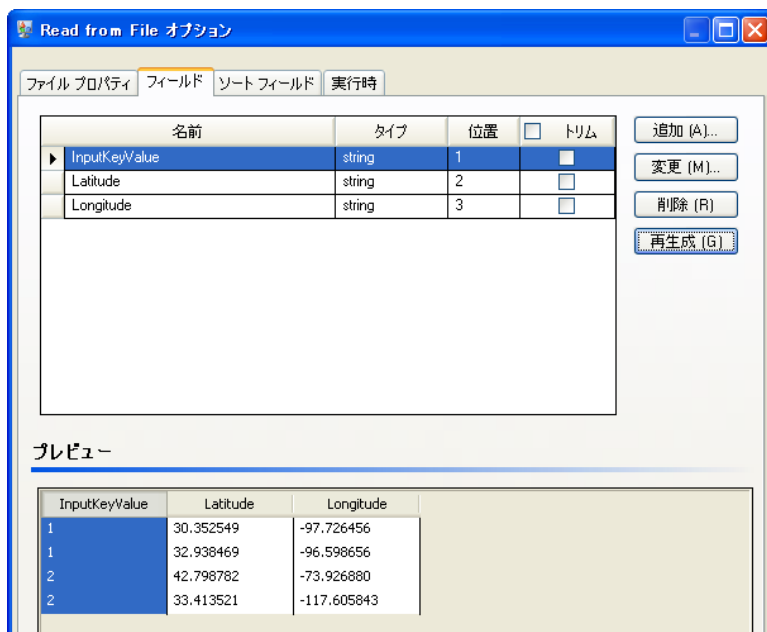 Read from File オプション
ファイル プロパティ フィールド ソート フィールド 実行時
名前 タイプ 位置 トリム
InputKeyValue string 1
Latitude string 2
Longitude string 3
追加 (A)...
変更 (M)...
削除 (R)
再生成 (G)
プレビュー
InputKeyValue Latitude Longitude
1 30.352549 -97.726456
1 32.938469 -96.598656
2 42.798782 -73.926880
2 33.413521 -117.605843